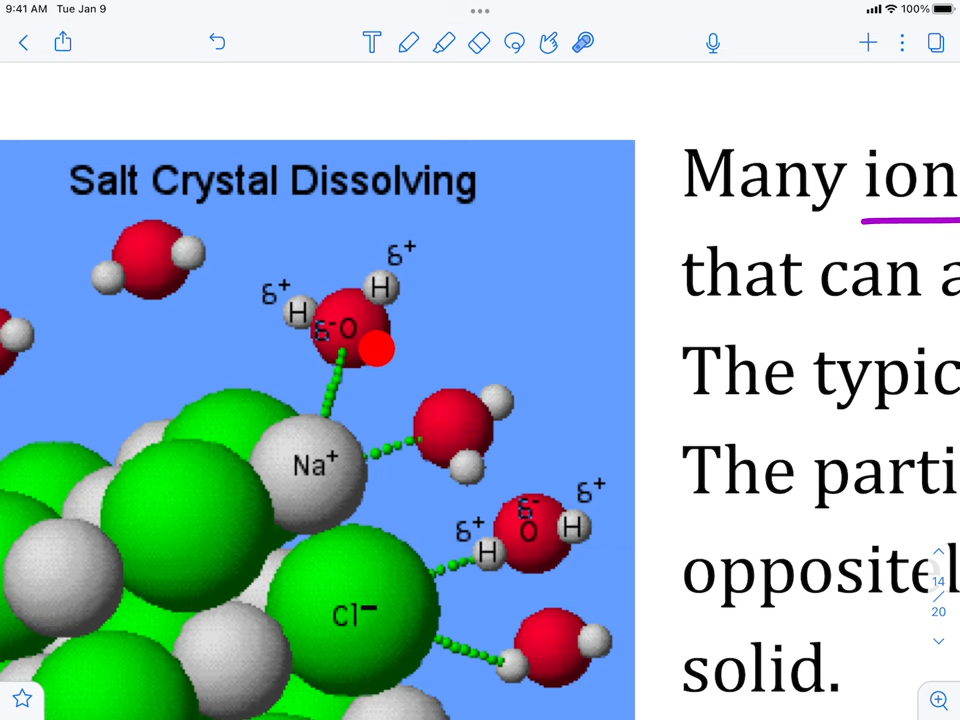 9:41 AM Tue Jan 9
100%
Salt Crystal Dissolving
δ+
δ+
H
H
δ-O
Na+
δ+
δ-
δ+
O
H
H
Cl−
Many ion
that can a
The typic
The parti
opposite
solid.
14
/
20